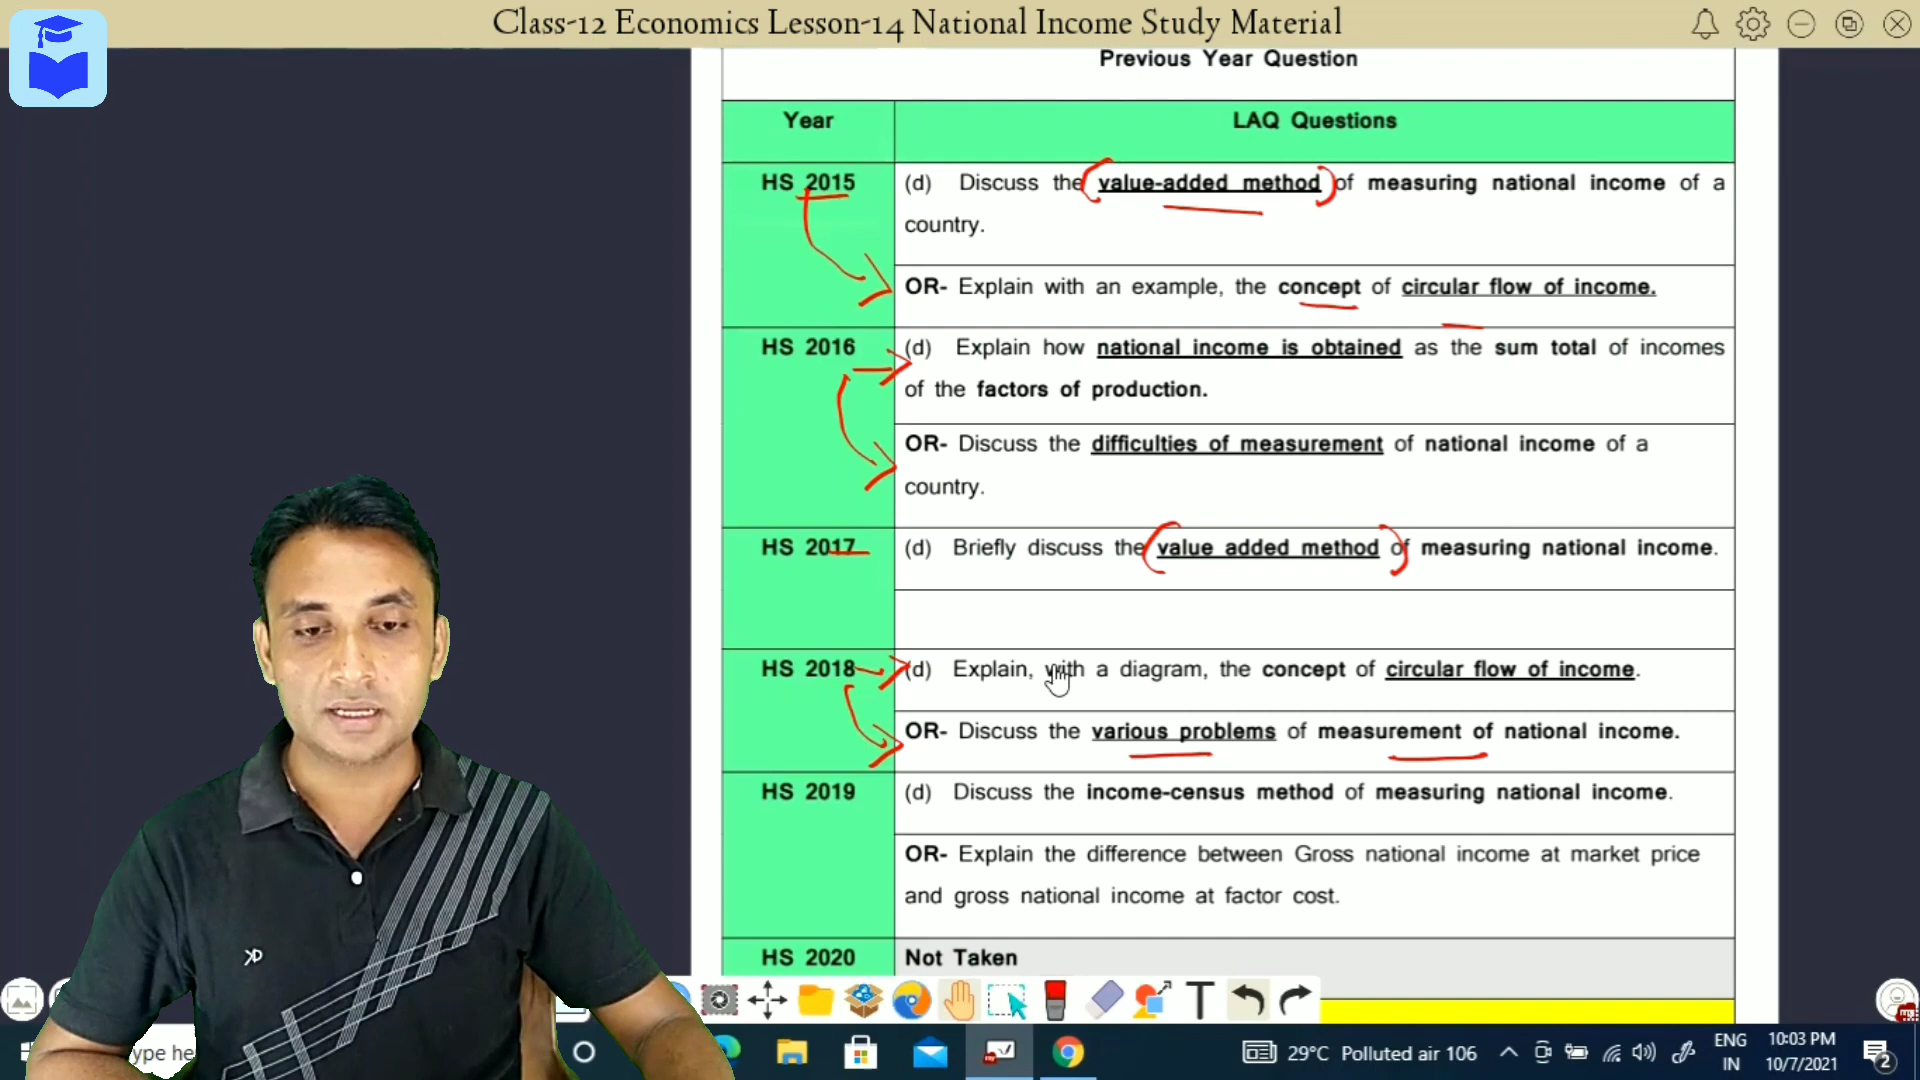 Class-12 Economics Lesson-14 National Income Study Material
Previous Year Question
Year LAQ Questions
HS 2015 (d) Discuss the value-added method of measuring national income of a
country.
OR- Explain with an example, the concept of circular flow of income.
HS 2016 (d) Explain how national income is obtained as the sum total of incomes
of the factors of production.
OR- Discuss the difficulties of measurement of national income of a
country.
HS 2017 (d) Briefly discuss the value added method of measuring national income.
HS 2018 (d) Explain, with a diagram, the concept of circular flow of income.
OR- Discuss the various problems of measurement of national income.
HS 2019 (d) Discuss the income-census method of measuring national income.
OR- Explain the difference between Gross national income at market price
and gross national income at factor cost.
HS 2020 Not Taken
T
ype he
29°C Polluted air 106
ENG
IN
10:03 PM
10/7/2021
2